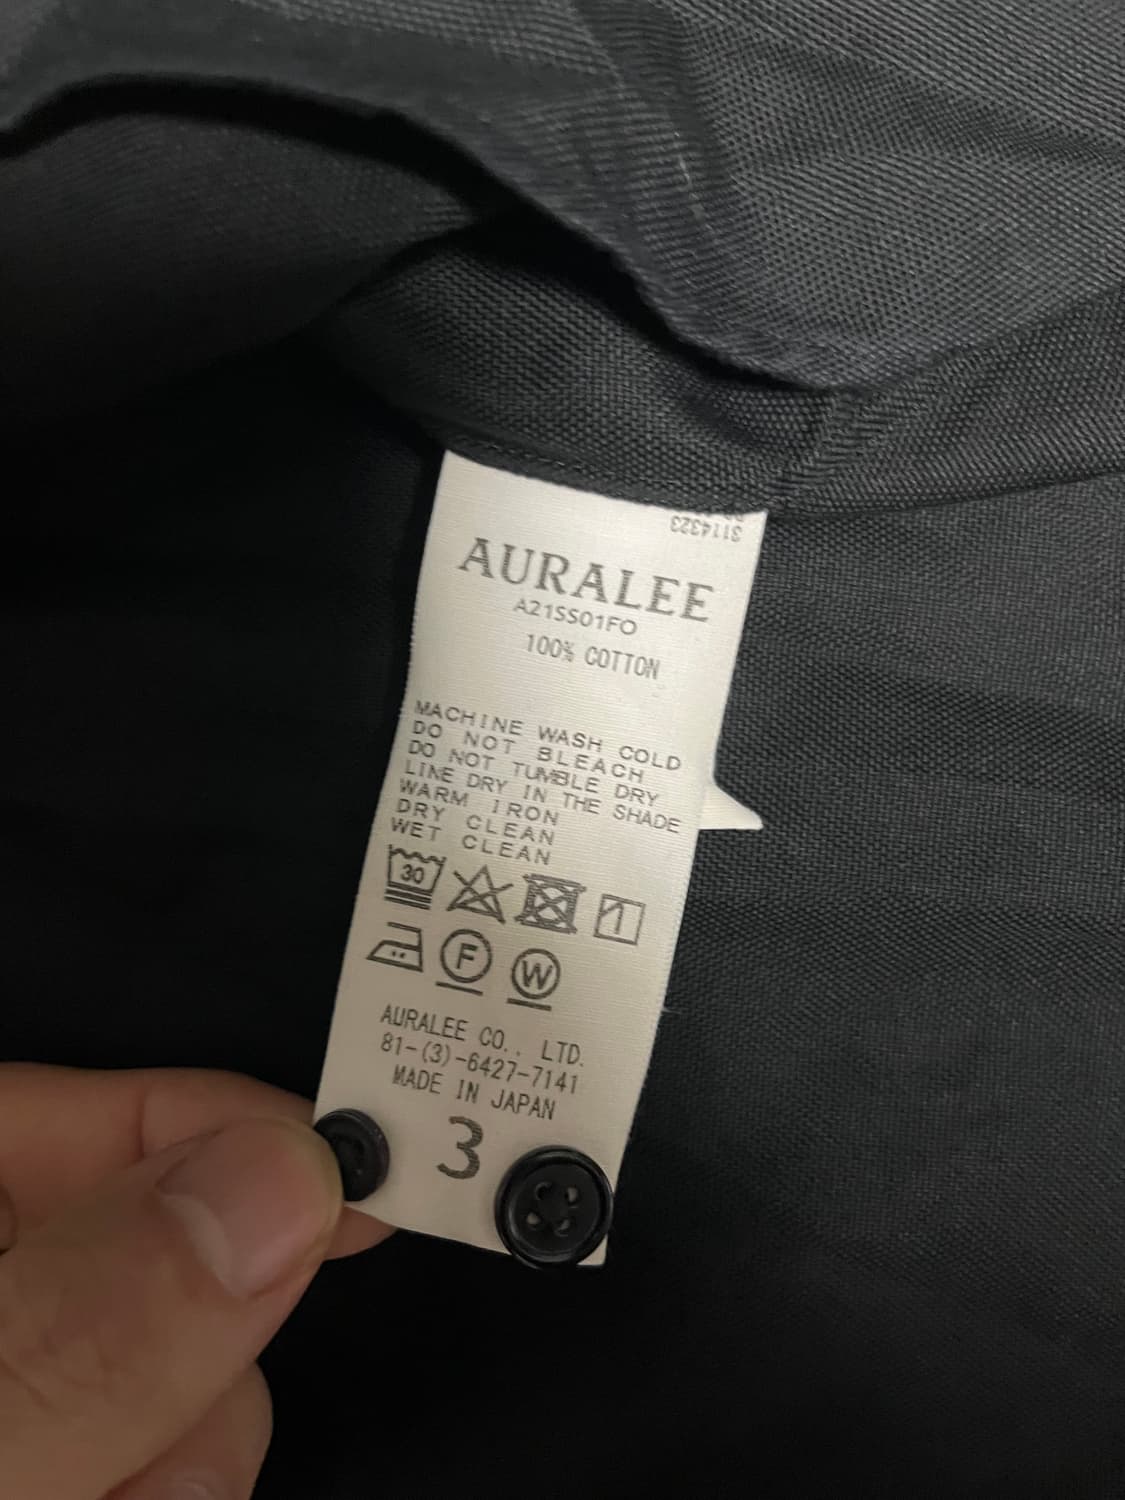 3114323
AURALEE
A21SS01FO
100% COTTON
MACHINE WASH COLD
DO NOT BLEACH
DO NOT TUMBLE DRY
LINE DRY IN THE SHADE
WARM IRON
DRY CLEAN
WET CLEAN
30
F W
AURALEE CO., LTD.
81-(3)-6427-7141
MADE IN JAPAN
3